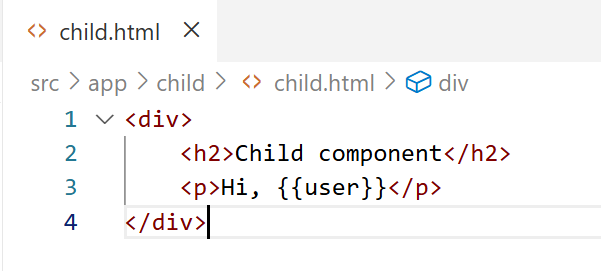 <> child.html ×
src > app > child > <> child.html > div
1 <div>
2     <h2>Child component</h2>
3     <p>Hi, {{user}}</p>
4 </div>